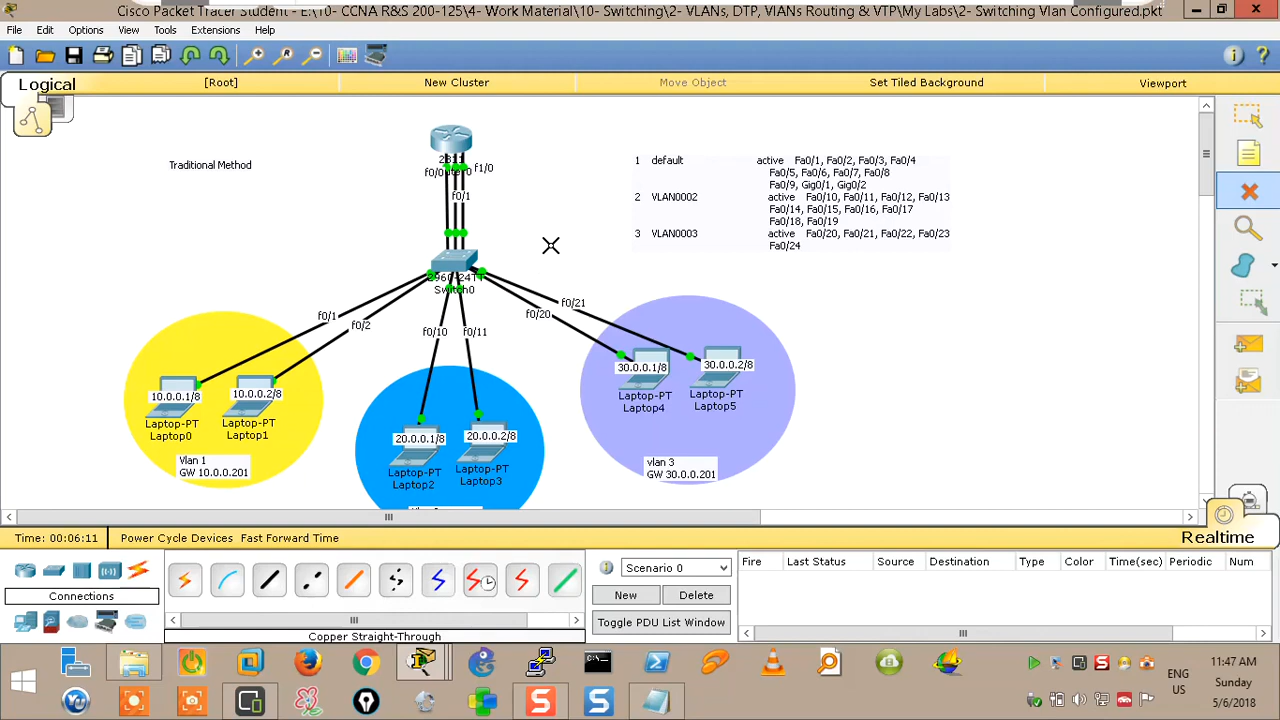 Cisco Packet Tracer Student - E:\10- CCNA R&S 200-125\4- Work Material\10- Switching\2- VLANs, DTP, VlANs Routing & VTP\My Labs\2- Switching Vlan Configured.pkt
File Edit Options View Tools Extensions Help
Logical [Root] New Cluster Move Object Set Tiled Background Viewport
Traditional Method
f1/0
f0/1
1 default active Fa0/1, Fa0/2, Fa0/3, Fa0/4
Fa0/5, Fa0/6, Fa0/7, Fa0/8
Fa0/9, Gig0/1, Gig0/2
2 VLAN0002 active Fa0/10, Fa0/11, Fa0/12, Fa0/13
Fa0/14, Fa0/15, Fa0/16, Fa0/17
Fa0/18, Fa0/19
3 VLAN0003 active Fa0/20, Fa0/21, Fa0/22, Fa0/23
Fa0/24
2960-24TT
Switch0
f0/1
f0/2
f0/10
f0/11
f0/20
f0/21
10.0.0.1/8
Laptop-PT
Laptop0
10.0.0.2/8
Laptop-PT
Laptop1
Vlan 1
GW 10.0.0.201
20.0.0.1/8
Laptop-PT
Laptop2
20.0.0.2/8
Laptop-PT
Laptop3
30.0.0.1/8
Laptop-PT
Laptop4
30.0.0.2/8
Laptop-PT
Laptop5
vlan 3
GW 30.0.0.201
Time: 00:06:11 Power Cycle Devices Fast Forward Time
Realtime
Connections
Copper Straight-Through
Scenario 0
New Delete
Toggle PDU List Window
Fire Last Status Source Destination Type Color Time(sec) Periodic Num
ENG
US
11:47 AM
Sunday
5/6/2018